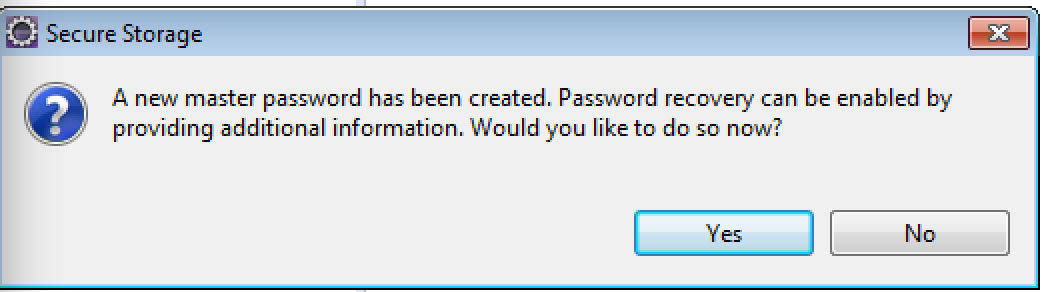 Secure Storage
A new master password has been created. Password recovery can be enabled by
providing additional information. Would you like to do so now?
Yes No